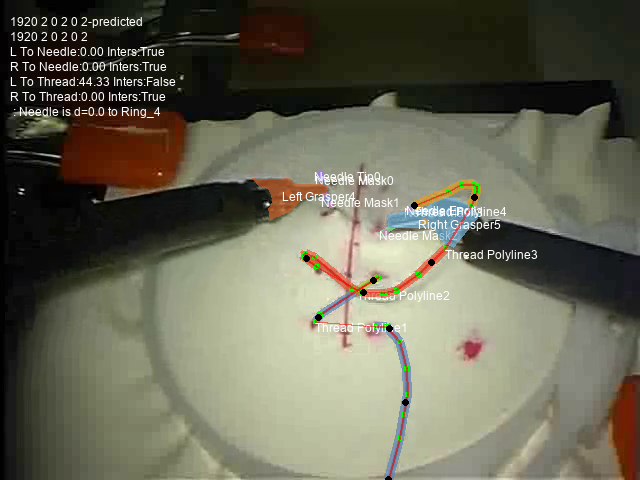 1920 2 0 2 0 2-predicted
1920 2 0 2 0 2
L To Needle:0.00 Inters:True
R To Needle:0.00 Inters:True
L To Thread:44.33 Inters:False
R To Thread:0.00 Inters:True
: Needle is d=0.0 to Ring_4
Needle Tip0
Needle Mask0
Left Grasper4
Needle Mask1
Thread Polyline4
Right Grasper5
Thread Polyline3
Thread Polyline2
Thread Polyline1